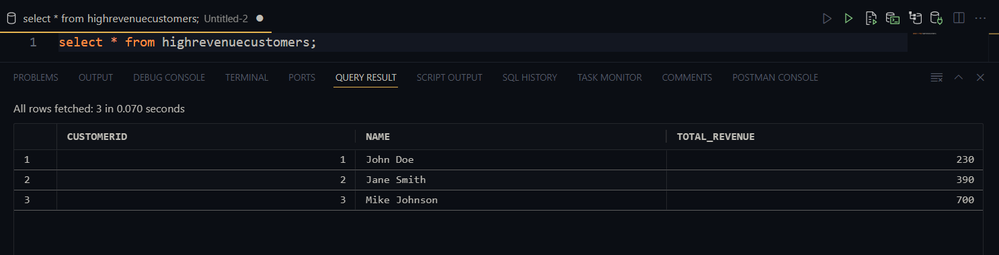 select * from highrevenuecustomers; Untitled-2
1 select * from highrevenuecustomers;
PROBLEMS OUTPUT DEBUG CONSOLE TERMINAL PORTS QUERY RESULT SCRIPT OUTPUT SQL HISTORY TASK MONITOR COMMENTS POSTMAN CONSOLE
All rows fetched: 3 in 0.070 seconds
CUSTOMERID NAME TOTAL_REVENUE
1 1 John Doe 230
2 2 Jane Smith 390
3 3 Mike Johnson 700